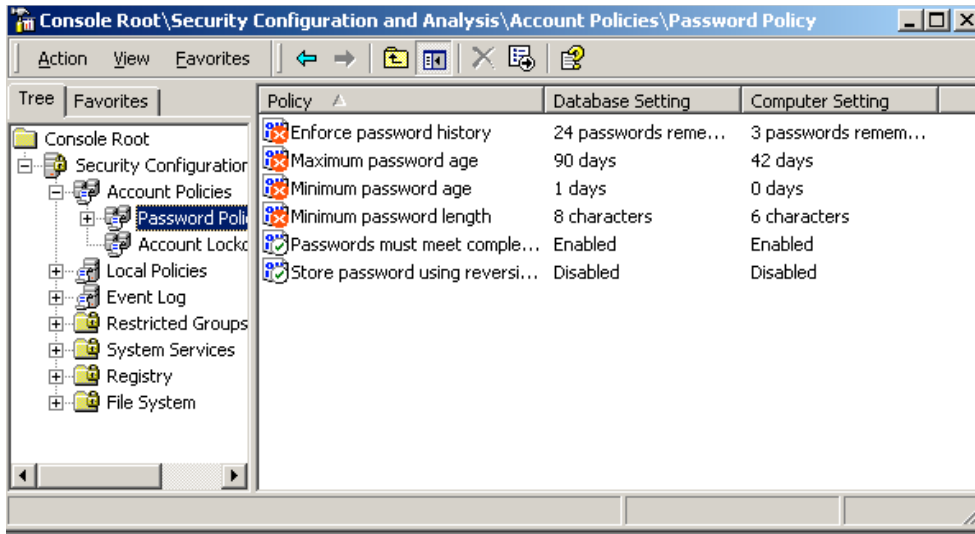 Console Root\Security Configuration and Analysis\Account Policies\Password Policy
Action View Favorites
Tree Favorites
Policy Database Setting Computer Setting
Console Root
Security Configuration
Account Policies
Password Poli
Account Lockc
Local Policies
Event Log
Restricted Groups
System Services
Registry
File System
Enforce password history 24 passwords reme... 3 passwords remem...
Maximum password age 90 days 42 days
Minimum password age 1 days 0 days
Minimum password length 8 characters 6 characters
Passwords must meet comple... Enabled Enabled
Store password using reversi... Disabled Disabled